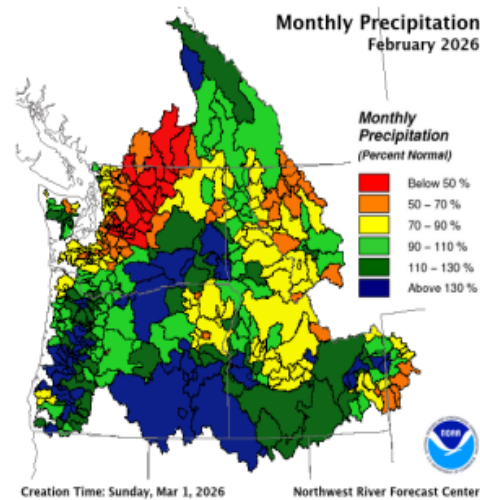 Monthly Precipitation
February 2026
Monthly
Precipitation
(Percent Normal)
Below 50 %
50 - 70 %
70 - 90 %
90 - 110 %
110 - 130 %
Above 130 %
NOAA
Creation Time: Sunday, Mar 1, 2026
Northwest River Forecast Center